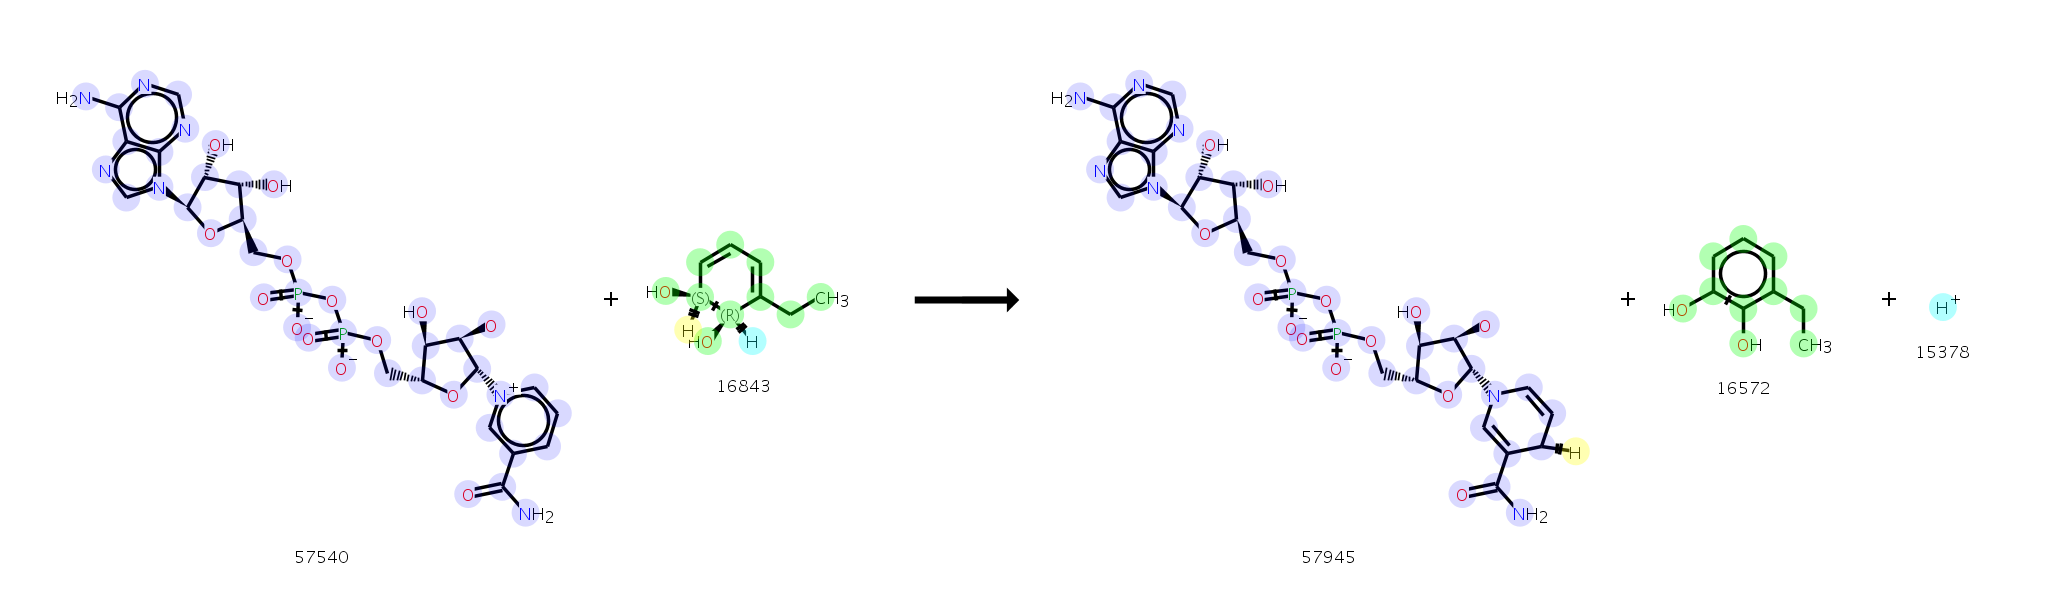 N
H₂N
N
OH
N
N
OH
O
O
O
P
O
O⁻
O
P
O
O⁻
HO
O
O
N⁺
O
NH₂
57540
+
HO
(S)
CH₃
H
(R)
HO
H
16843
N
H₂N
N
OH
N
N
OH
O
O
O
P
O
O⁻
O
P
O
O⁻
HO
O
O
N
H
O
NH₂
57945
+
HO
OH
CH₃
16572
+
H⁺
15378